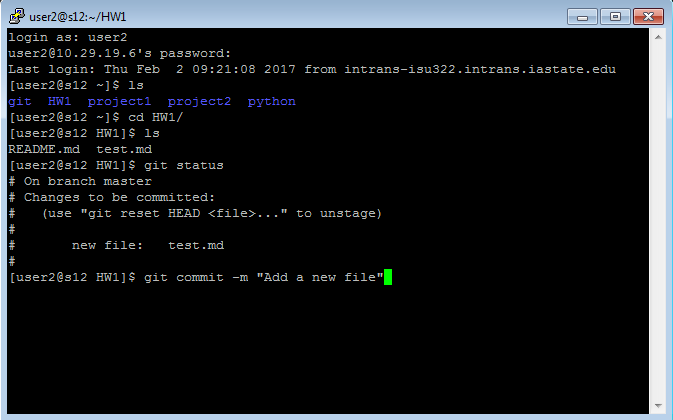 user2@s12:~/HW1
login as: user2
user2@10.29.19.6's password:
Last login: Thu Feb  2 09:21:08 2017 from intrans-isu322.intrans.iastate.edu
[user2@s12 ~]$ ls
git  HW1  project1  project2  python
[user2@s12 ~]$ cd HW1/
[user2@s12 HW1]$ ls
README.md  test.md
[user2@s12 HW1]$ git status
# On branch master
# Changes to be committed:
#   (use "git reset HEAD <file>..." to unstage)
#
#       new file:   test.md
#
[user2@s12 HW1]$ git commit -m "Add a new file"